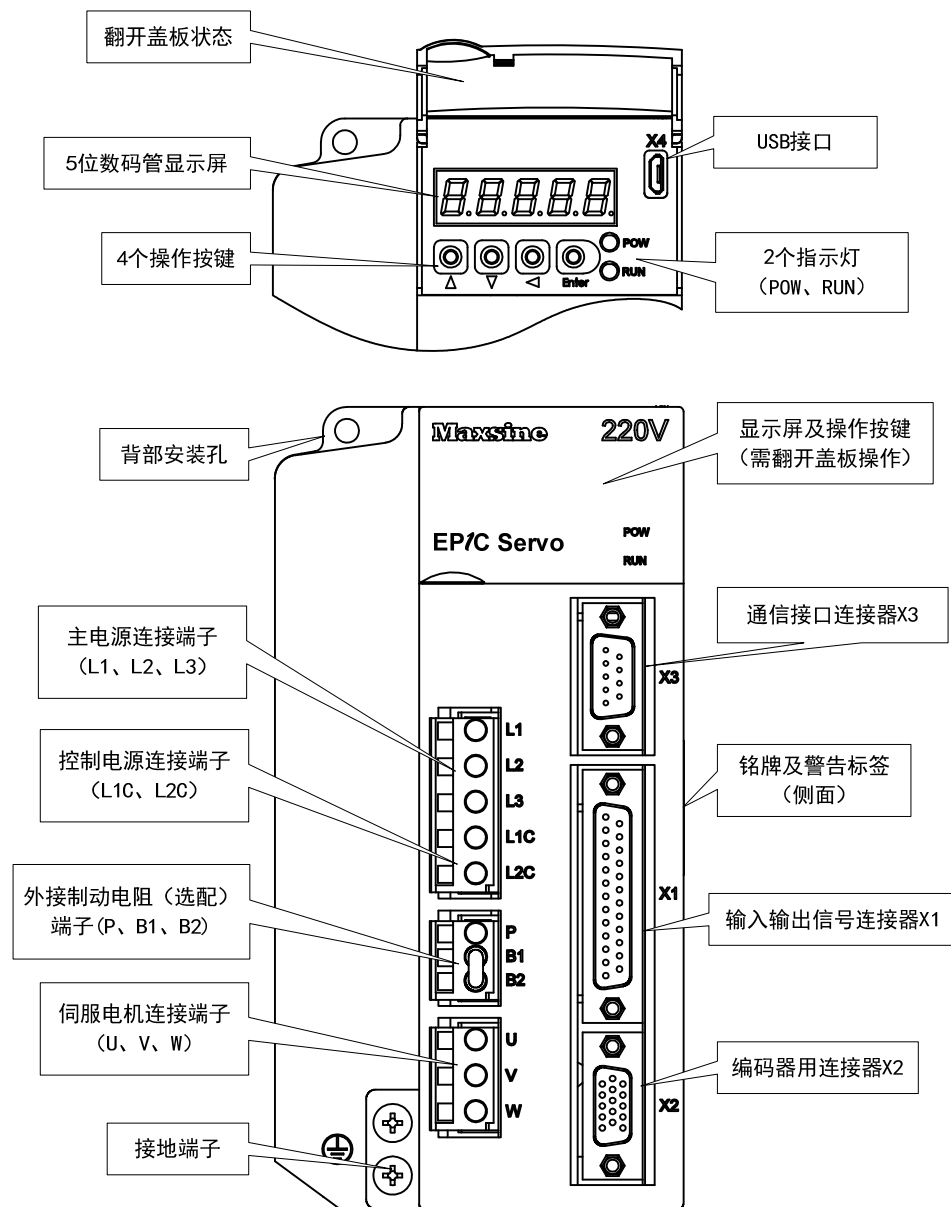 翻开盖板状态
X4
USB接口
5位数码管显示屏
4个操作按键
POW
RUN
Enter
2个指示灯
（POW、RUN）
背部安装孔
Maxsine
220V
显示屏及操作按键
（需翻开盖板操作）
EP1C Servo
POW
RUN
通信接口连接器X3
主电源连接端子
（L1、L2、L3）
X3
L1
L2
L3
L1C
L2C
控制电源连接端子
（L1C、L2C）
铭牌及警告标签
（侧面）
外接制动电阻（选配）
端子(P、B1、B2)
X1
输入输出信号连接器X1
P
B1
B2
伺服电机连接端子
（U、V、W）
U
V
W
编码器用连接器X2
X2
接地端子